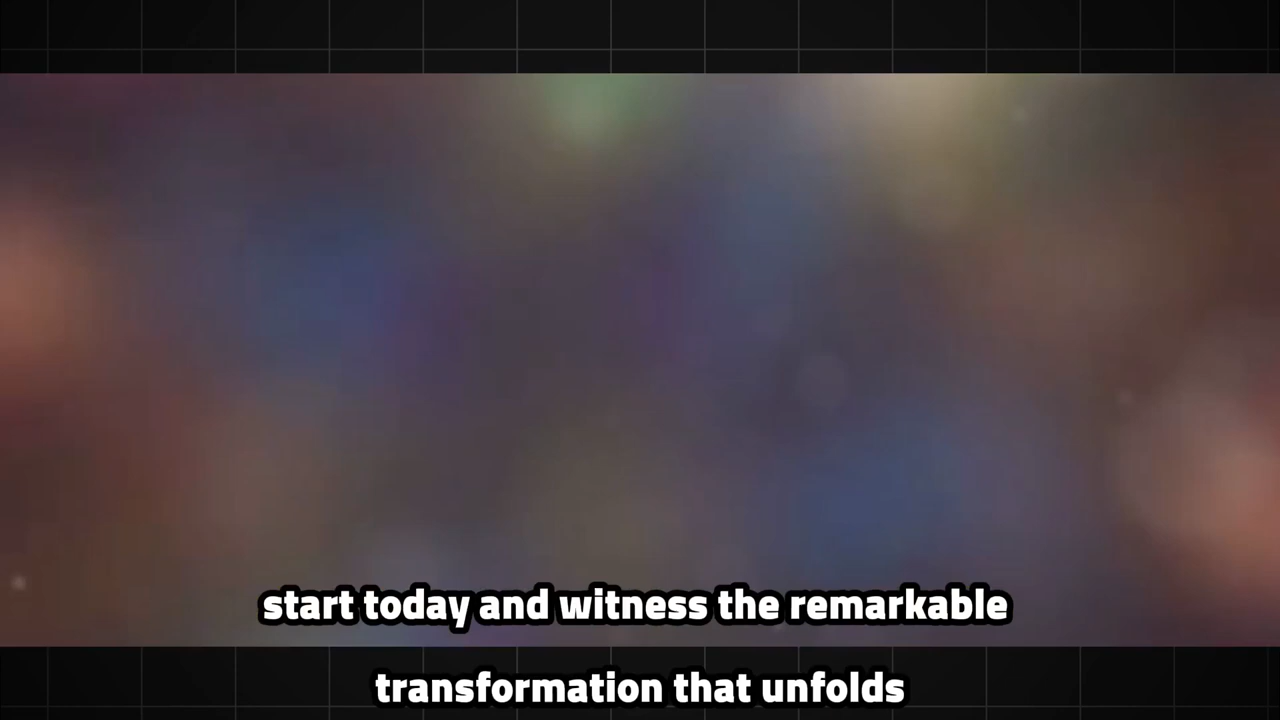 start today and witness the remarkable
transformation that unfolds